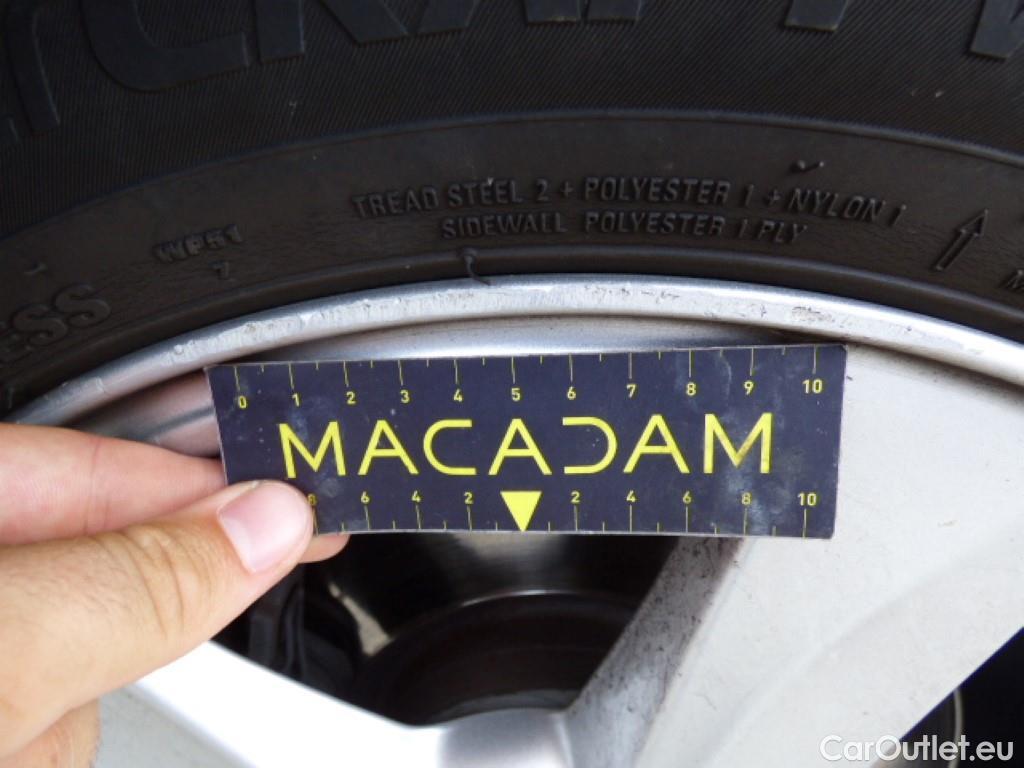 TREAD STEEL 2 + POLYESTER 1 + NYLON 1
SIDEWALL POLYESTER 1 PLY
WP51
7
ESS
0 1 2 3 4 5 6 7 8 9 10
MACADAM
8 6 4 2 2 4 6 8 10
CarOutlet.eu